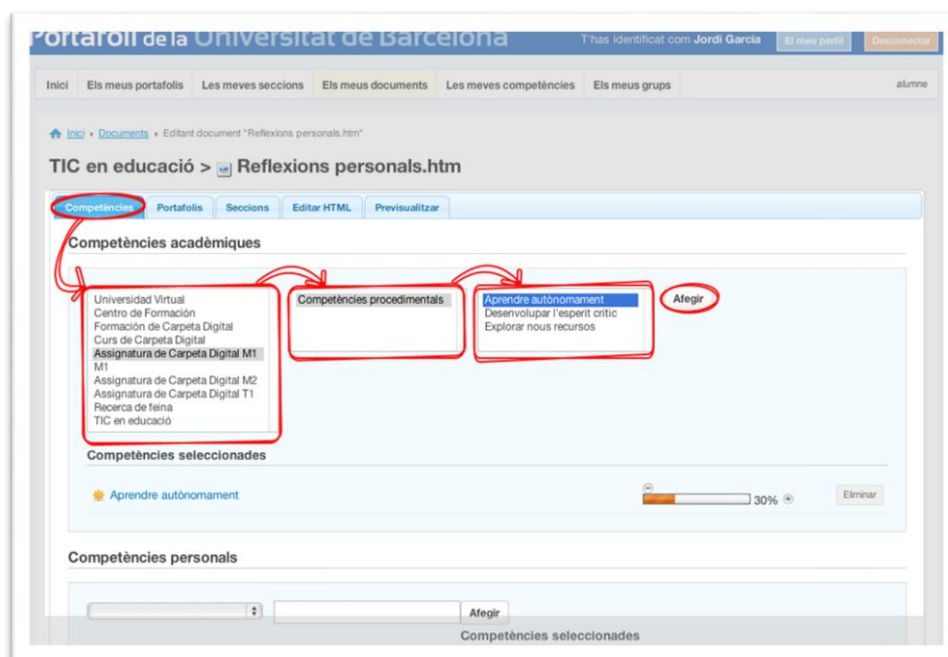 Portafoli de la Universitat de Barcelona
T'has identificat com Jordi Garcia
El meu perfil
Desconectar
Inici
Els meus portafolis
Les meves seccions
Els meus documents
Les meves competències
Els meus grups
alumne
Inici › Documents › Editant document "Reflexions personals.htm"
TIC en educació > Reflexions personals.htm
Competències
Portafolis
Seccions
Editar HTML
Previsualitzar
Competències acadèmiques
Universidad Virtual
Centro de Formación
Formación de Carpeta Digital
Curs de Carpeta Digital
Assignatura de Carpeta Digital M1
M1
Assignatura de Carpeta Digital M2
Assignatura de Carpeta Digital T1
Recerca de feina
TIC en educació
Competències procedimentals
Aprendre autònomament
Desenvolupar l'esperit crític
Explorar nous recursos
Afegir
Competències seleccionades
Aprendre autònomament
30%
Eliminar
Competències personals
Afegir
Competències seleccionades